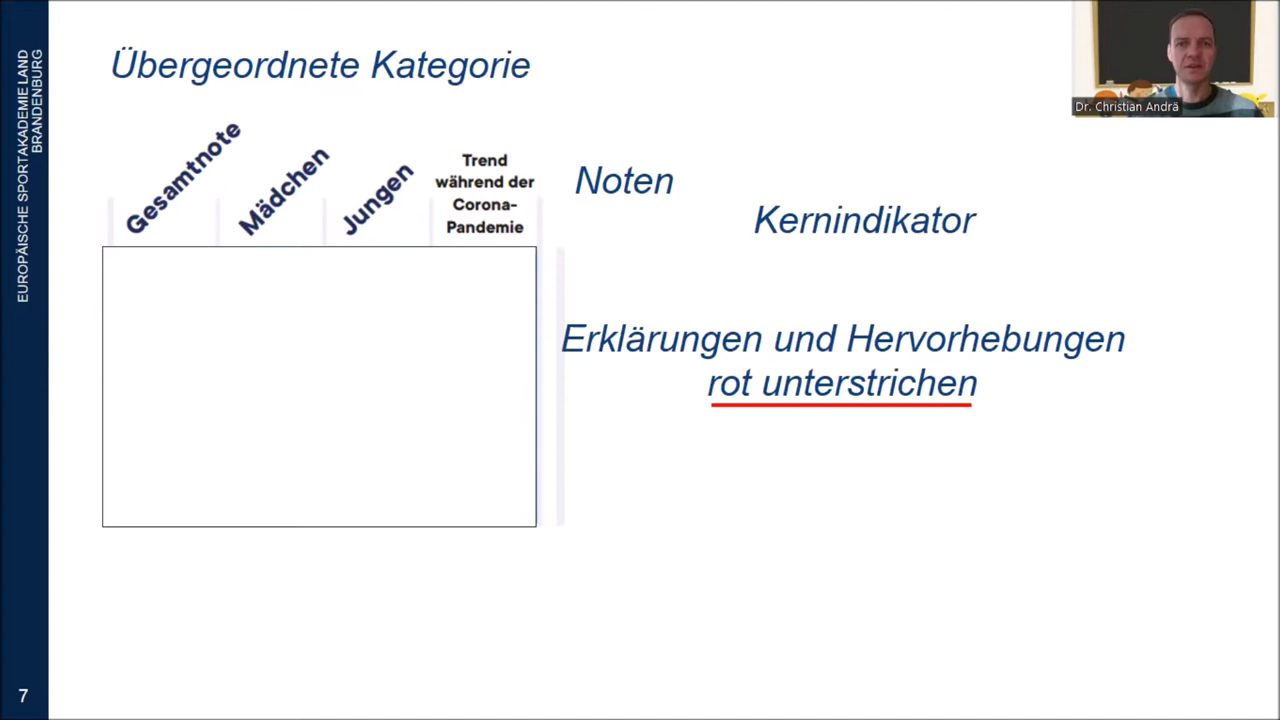 EUROPÄISCHE SPORTAKADEMIE LAND
BRANDENBURG
Übergeordnete Kategorie
Dr. Christian Andrä
Gesamtnote
Mädchen
Jungen
Trend
während der
Corona-
Pandemie
Noten
Kernindikator
Erklärungen und Hervorhebungen
rot unterstrichen
7